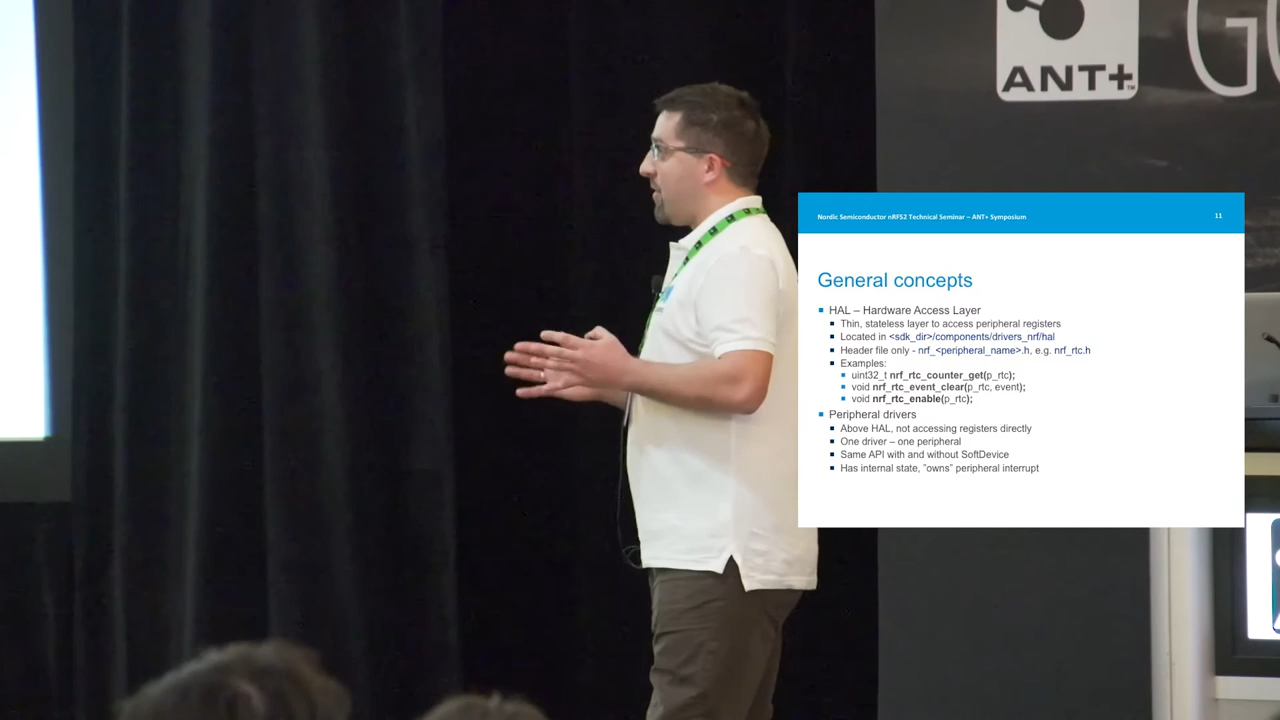 ANT+
GO
Nordic Semiconductor nRF52 Technical Seminar – ANT+ Symposium
11
General concepts
HAL – Hardware Access Layer
Thin, stateless layer to access peripheral registers
Located in <sdk_dir>/components/drivers_nrf/hal
Header file only - nrf_<peripheral_name>.h, e.g. nrf_rtc.h
Examples:
uint32_t nrf_rtc_counter_get(p_rtc);
void nrf_rtc_event_clear(p_rtc, event);
void nrf_rtc_enable(p_rtc);
Peripheral drivers
Above HAL, not accessing registers directly
One driver – one peripheral
Same API with and without SoftDevice
Has internal state, ”owns” peripheral interrupt